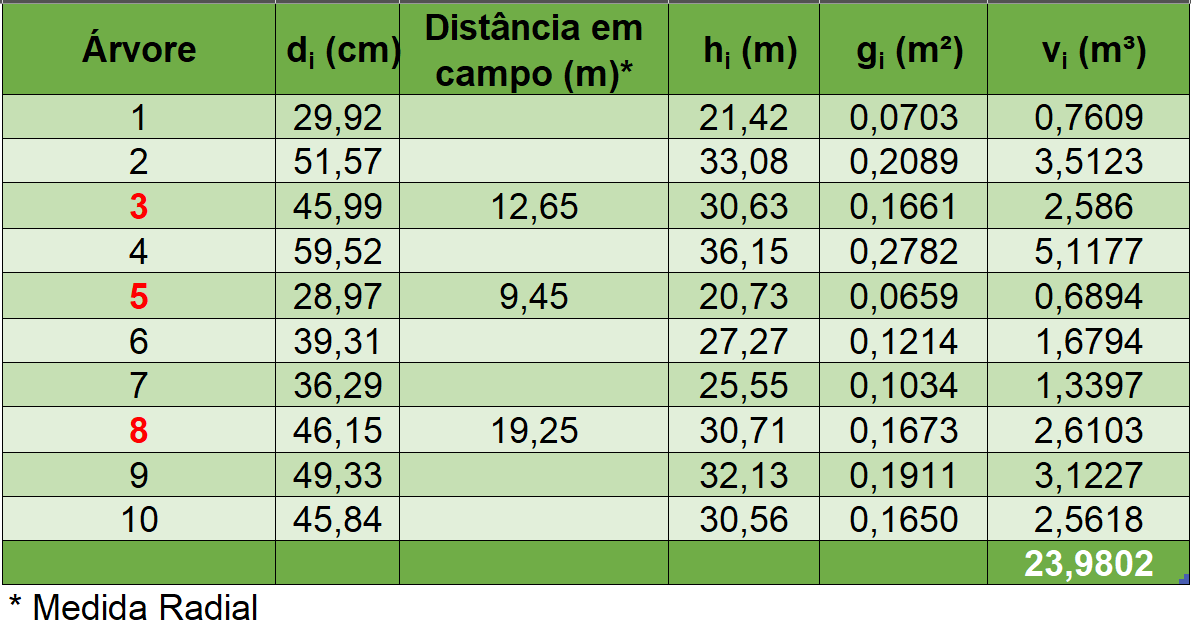 Árvore dᵢ (cm) Distância em campo (m)* hᵢ (m) gᵢ (m²) vᵢ (m³)
1 29,92 21,42 0,0703 0,7609
2 51,57 33,08 0,2089 3,5123
3 45,99 12,65 30,63 0,1661 2,586
4 59,52 36,15 0,2782 5,1177
5 28,97 9,45 20,73 0,0659 0,6894
6 39,31 27,27 0,1214 1,6794
7 36,29 25,55 0,1034 1,3397
8 46,15 19,25 30,71 0,1673 2,6103
9 49,33 32,13 0,1911 3,1227
10 45,84 30,56 0,1650 2,5618
23,9802
* Medida Radial